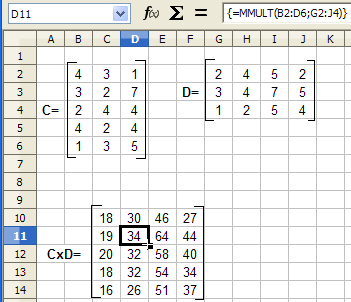 D11 f(x) Σ = {=MMULT(B2:D6;G2:J4)}
A B C D E F G H I J
1
2 4 3 1 2 4 5 2
3 3 2 7 D= 3 4 7 5
4 C= 2 4 4 1 2 5 4
5 4 2 4
6 1 3 5
7
8
9
10 18 30 46 27
11 19 34 64 44
12 CxD= 20 32 58 40
13 18 32 54 34
14 16 26 51 37